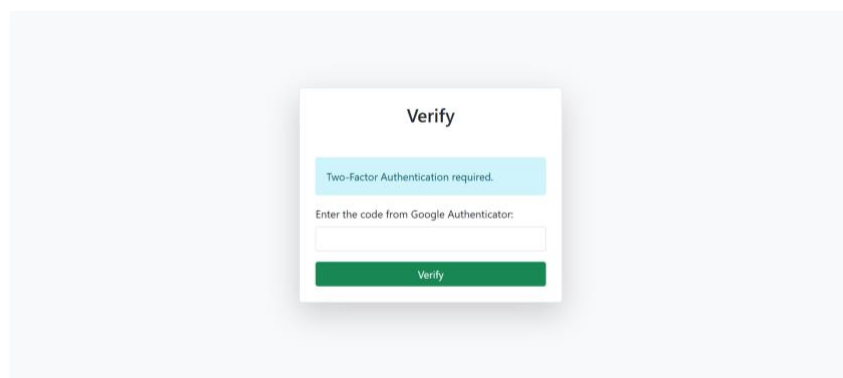 Verify
Two-Factor Authentication required.
Enter the code from Google Authenticator:
Verify